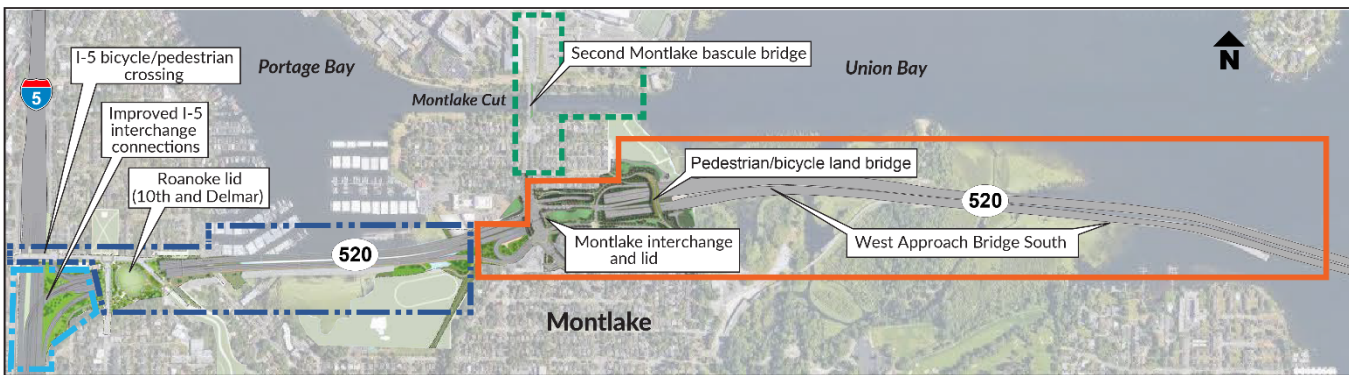 I-5 bicycle/pedestrian
crossing
Portage Bay
Second Montlake bascule bridge
Union Bay
N
5
Improved I-5
interchange
connections
Montlake Cut
Roanoke lid
(10th and Delmar)
Pedestrian/bicycle land bridge
520
520
Montlake interchange
and lid
West Approach Bridge South
Montlake